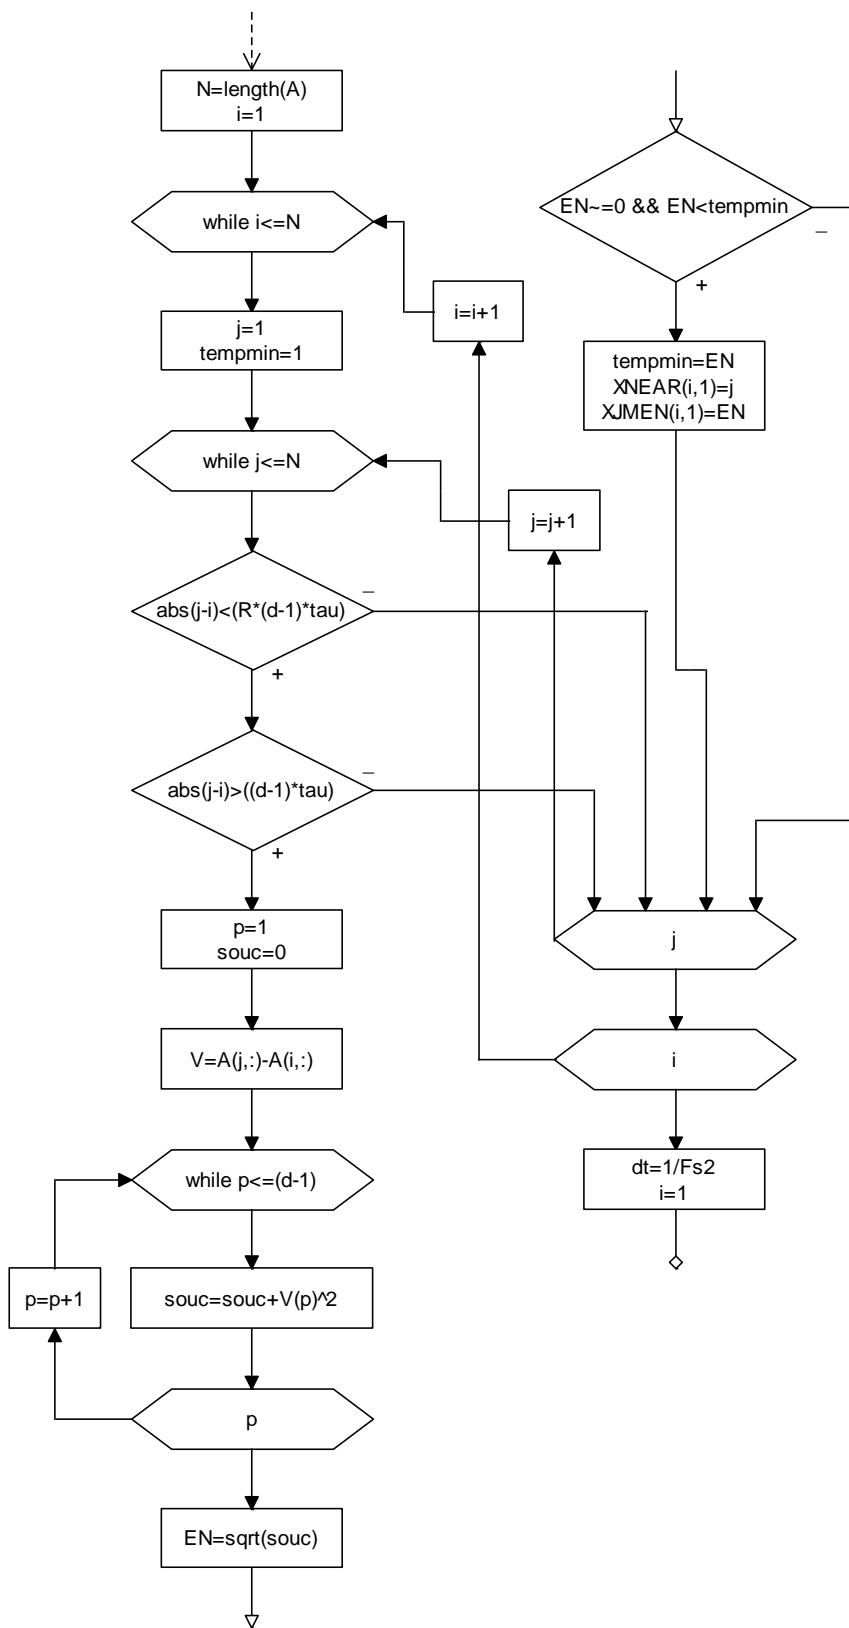 N=length(A)
i=1
while i<=N
i=i+1
j=1
tempmin=1
while j<=N
j=j+1
abs(j-i)<(R*(d-1)*tau)
–
+
abs(j-i)>((d-1)*tau)
–
+
p=1
souc=0
V=A(j,:)-A(i,:)
while p<=(d-1)
p=p+1
souc=souc+V(p)^2
p
EN=sqrt(souc)
EN~=0 && EN<tempmin
–
+
tempmin=EN
XNEAR(i,1)=j
XJMEN(i,1)=EN
j
i
dt=1/Fs2
i=1